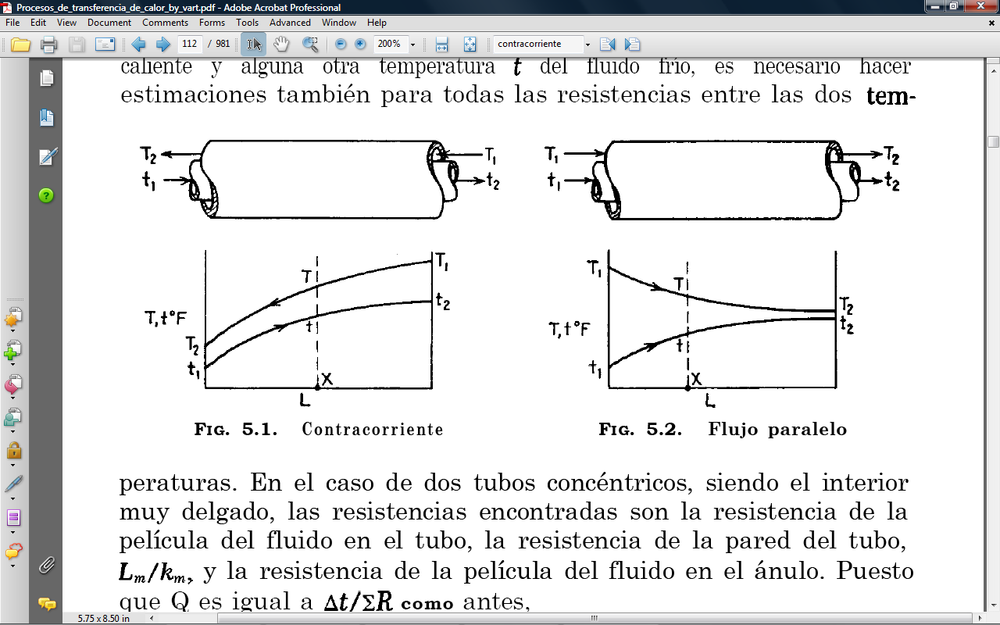 Procesos_de_transferencia_de_calor_by_vart.pdf - Adobe Acrobat Professional
File Edit View Document Comments Forms Tools Advanced Window Help
112 / 981 200% contracorriente
caliente y alguna otra temperatura t del fluido frío, es necesario hacer
estimaciones también para todas las resistencias entre las dos tem-
T₂ T₁
t₁ t₂
T₁ T₂
t₁ t₂
T₁
T
t₂
T,t°F
t
T₂
t₁
X
L
FIG. 5.1. Contracorriente
T₁
T
T₂
t₂
T,t°F
t
t₁
X
L
FIG. 5.2. Flujo paralelo
peraturas. En el caso de dos tubos concéntricos, siendo el interior
muy delgado, las resistencias encontradas son la resistencia de la
película del fluido en el tubo, la resistencia de la pared del tubo,
Lₘ/kₘ, y la resistencia de la película del fluido en el ánulo. Puesto
que Q es igual a Δt/ΣR como antes,
5.75 x 8.50 in